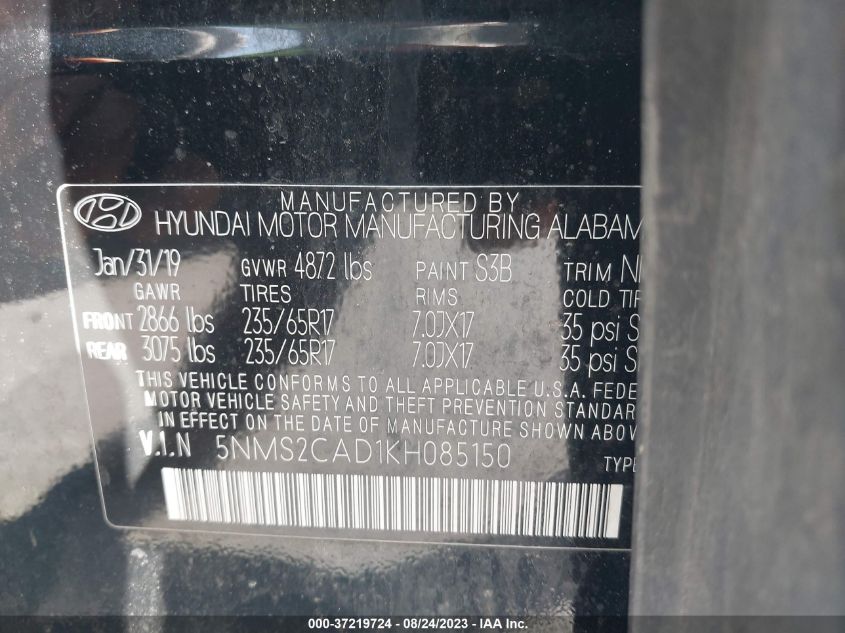 MANUFACTURED BY
HYUNDAI MOTOR MANUFACTURING ALABAM
Jan/31/19 GVWR 4872 lbs PAINT S3B TRIM
GAWR TIRES RIMS COLD TI
FRONT 2866 lbs 235/65R17 7.0JX17 35 psi S
REAR 3075 lbs 235/65R17 7.0JX17 35 psi S
THIS VEHICLE CONFORMS TO ALL APPLICABLE U.S.A. FEDE
MOTOR VEHICLE SAFETY AND THEFT PREVENTION STANDAR
IN EFFECT ON THE DATE OF MANUFACTURE SHOWN ABOV
V.I.N 5NMS2CAD1KH085150 TYPE
000-37219724 - 08/24/2023 - IAA Inc.